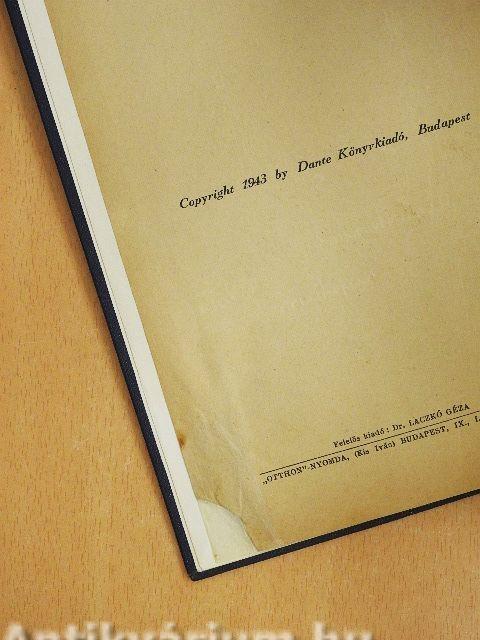 Copyright 1943 by Dante Könyvkiadó, Budapest
Felelős kiadó: Dr. LACZKÓ GÉZA
„OTTHON"-NYOMDA, (Kis Iván) BUDAPEST, IX.,
Antikvárium.hu